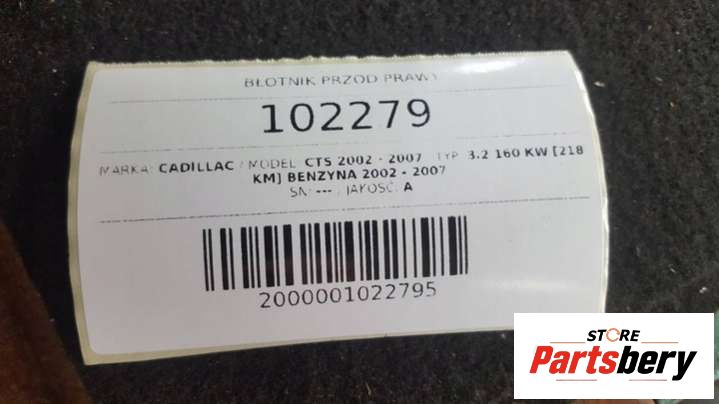 BŁOTNIK PRZÓD PRAWY
102279
MARKA: CADILLAC / MODEL: CTS 2002 - 2007 TYP: 3.2 160 KW [218
KM] BENZYNA 2002 - 2007
SN: --- / JAKOŚĆ: A
2000001022795
STORE
Partsbery